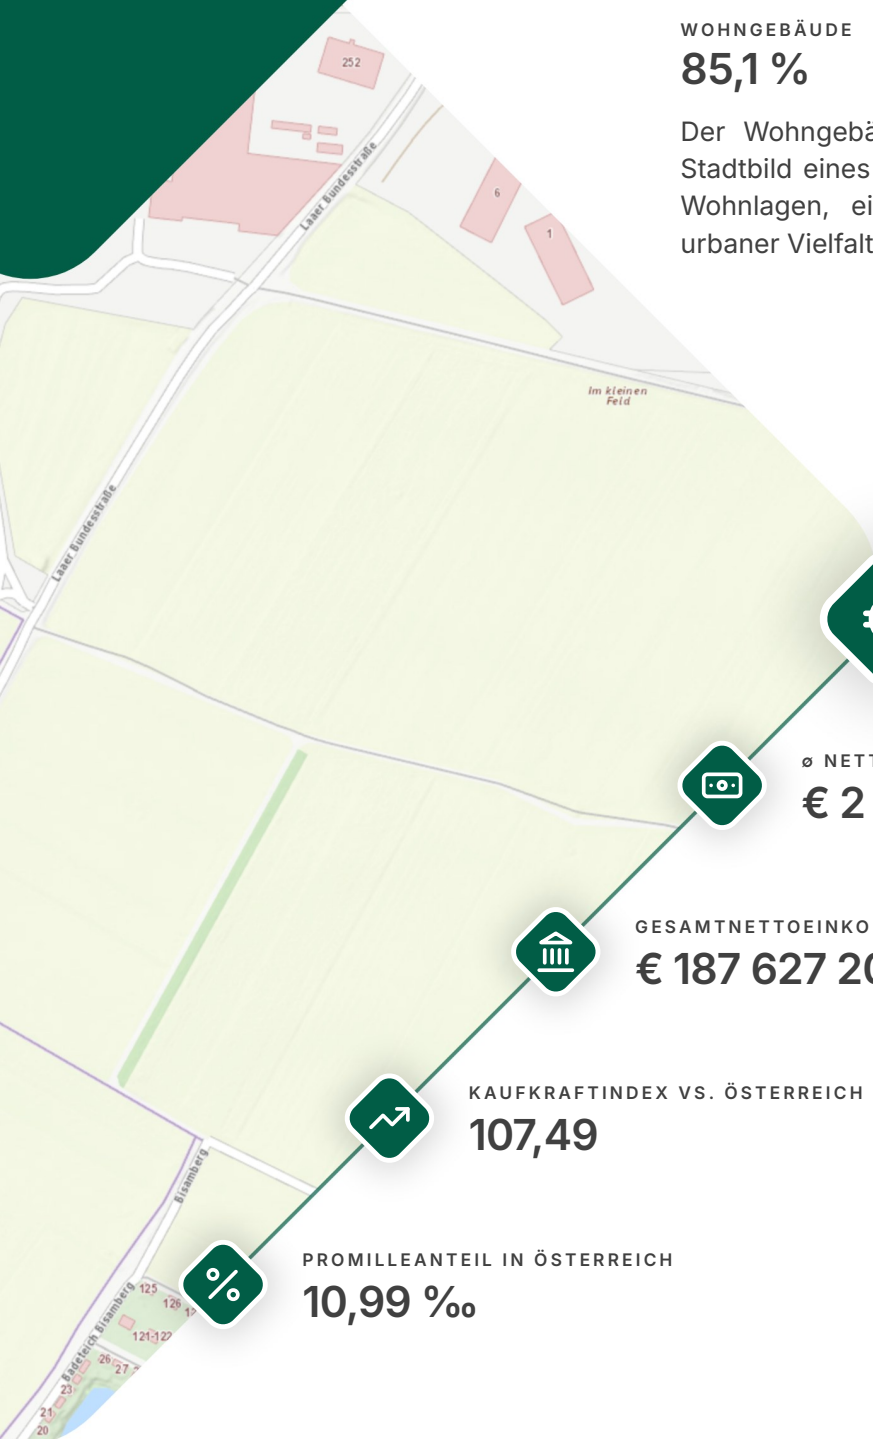 WOHNGEBÄUDE
85,1 %
Der Wohngebä
Stadtbild eines
Wohnlagen, ei
urbaner Vielfalt
252
Laaer Bundesstraße
6
1
Im kleinen
Feld
Laaer Bundesstraße
ø NETT
€ 2
GESAMTNETTOEINKO
€ 187 627 20
KAUFKRAFTINDEX VS. ÖSTERREICH
107,49
Bisamberg
PROMILLEANTEIL IN ÖSTERREICH
10,99 ‰
125
126
121-122
Badeteich Bisamberg
26
27
23
21
20